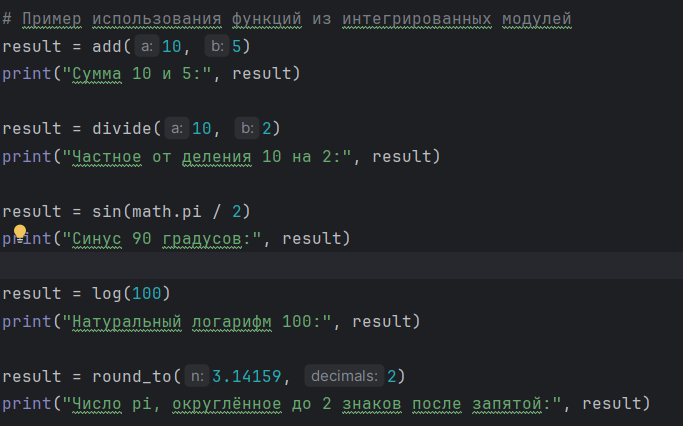 # Пример использования функций из интегрированных модулей
result = add(a: 10, b: 5)
print("Сумма 10 и 5:", result)
result = divide(a: 10, b: 2)
print("Частное от деления 10 на 2:", result)
result = sin(math.pi / 2)
print("Синус 90 градусов:", result)
result = log(100)
print("Натуральный логарифм 100:", result)
result = round_to(n: 3.14159, decimals: 2)
print("Число pi, округлённое до 2 знаков после запятой:", result)